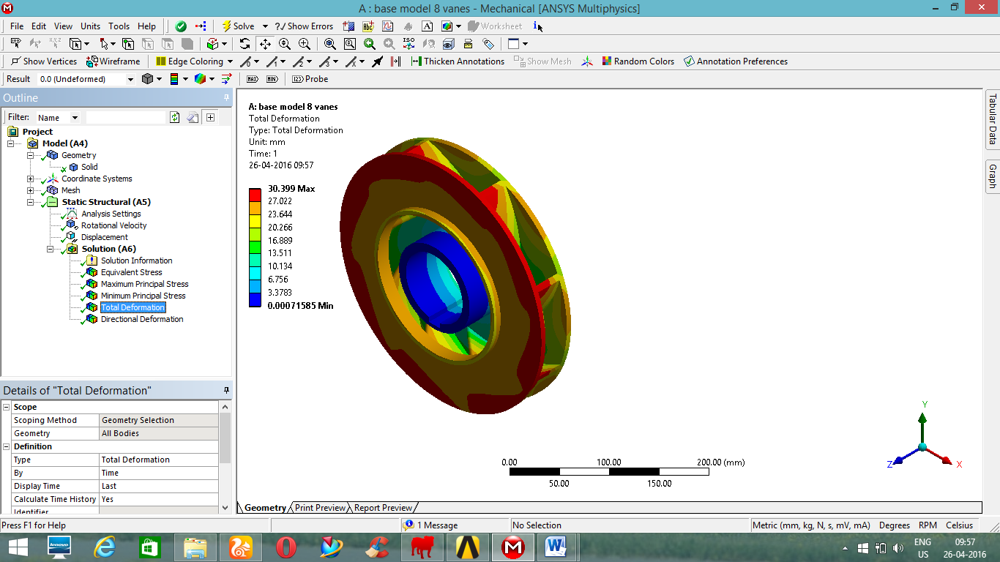 A : base model 8 vanes - Mechanical [ANSYS Multiphysics]
File Edit View Units Tools Help Solve ?/ Show Errors Worksheet
Show Vertices Wireframe Edge Coloring Thicken Annotations Show Mesh Random Colors Annotation Preferences
Result 0.0 (Undeformed) MAX MIN Probe
Outline
Filter: Name
Project
Model (A4)
Geometry
Solid
Coordinate Systems
Mesh
Static Structural (A5)
Analysis Settings
Rotational Velocity
Displacement
Solution (A6)
Solution Information
Equivalent Stress
Maximum Principal Stress
Minimum Principal Stress
Total Deformation
Directional Deformation
Details of "Total Deformation"
Scope
Scoping Method Geometry Selection
Geometry All Bodies
Definition
Type Total Deformation
By Time
Display Time Last
Calculate Time History Yes
Identifier
A: base model 8 vanes
Total Deformation
Type: Total Deformation
Unit: mm
Time: 1
26-04-2016 09:57
30.399 Max
27.022
23.644
20.266
16.889
13.511
10.134
6.756
3.3783
0.00071585 Min
0.00 100.00 200.00 (mm)
50.00 150.00
Y
Z X
Tabular Data
Graph
Geometry Print Preview Report Preview
Press F1 for Help 1 Message No Selection Metric (mm, kg, N, s, mV, mA) Degrees RPM Celsius
ENG 09:57
US 26-04-2016